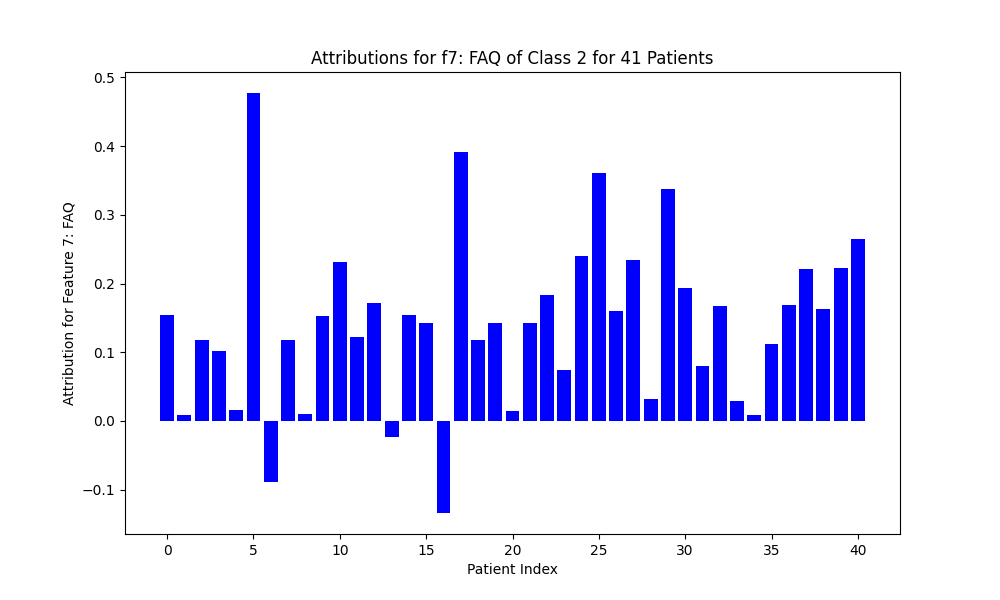 Attributions for f7: FAQ of Class 2 for 41 Patients
Attribution for Feature 7: FAQ
0.5
0.4
0.3
0.2
0.1
0.0
−0.1
0 5 10 15 20 25 30 35 40
Patient Index